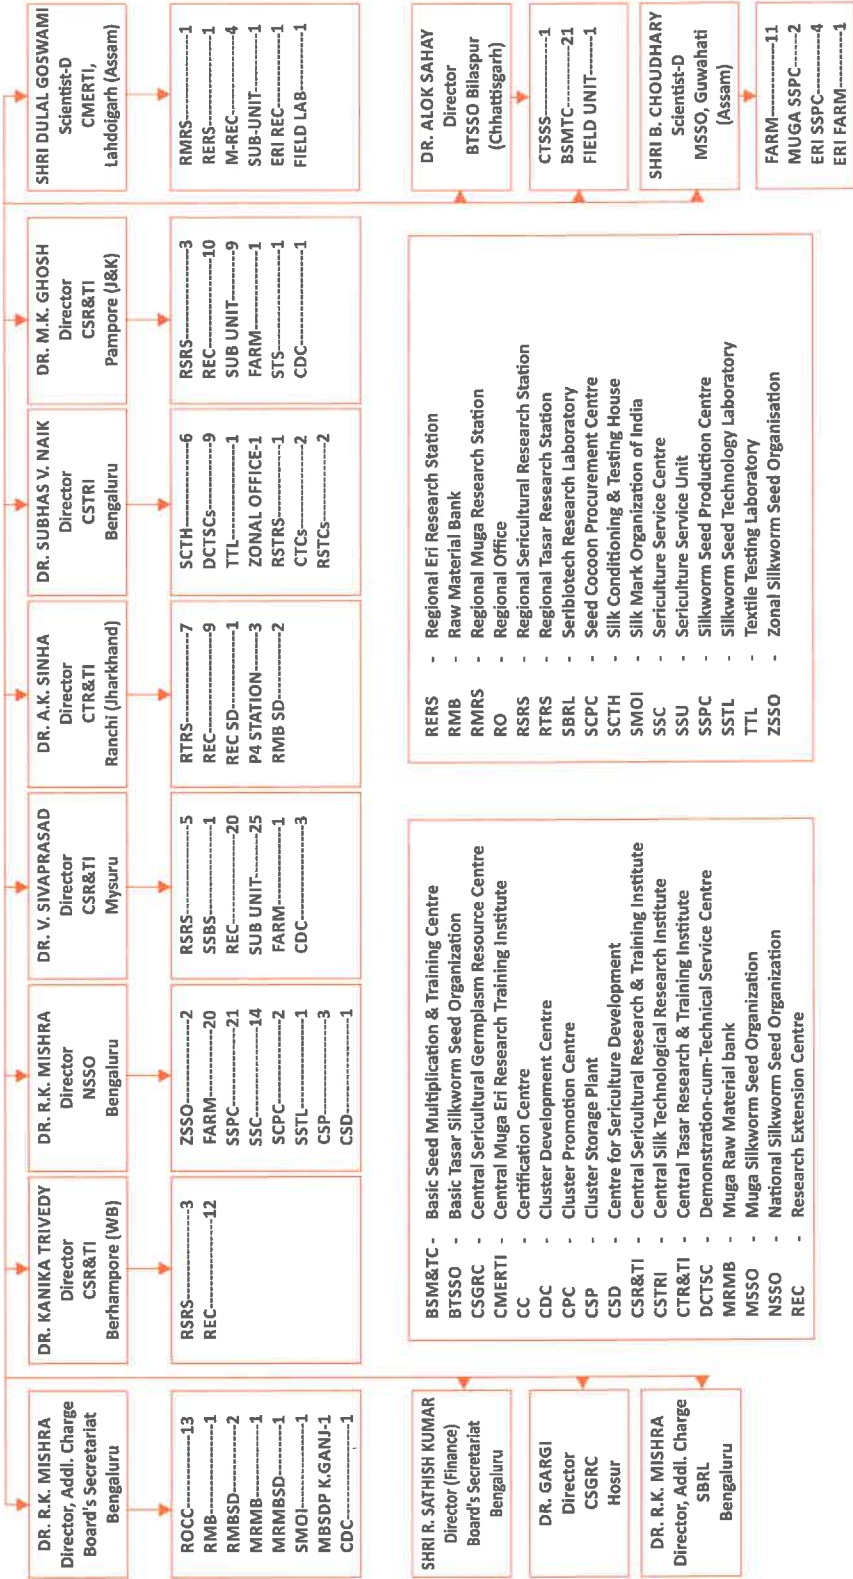 DR. R.K. MISHRA
Director, Addl. Charge
Board's Secretariat
Bengaluru
ROCC-----------13
RMB------------1
RMBSD----------2
MRMB-----------1
MRMBSD---------1
SMOI-----------1
MBSDP K.GANJ-1
CDC------------1
SHRI R. SATHISH KUMAR
Director (Finance)
Board's Secretariat
Bengaluru
DR. GARGI
Director
CSGRC
Hosur
DR. R.K. MISHRA
Director, Addl. Charge
SBRL
Bengaluru
DR. KANIKA TRIVEDY
Director
CSR&TI
Berhampore (WB)
RSRS------------3
REC-------------12
DR. R.K. MISHRA
Director
NSSO
Bengaluru
ZSSO------------2
FARM-----------20
SSPC-----------21
SSC-------------14
SCPC------------2
SSTL------------1
CSP-------------3
CSD-------------1
DR. V. SIVAPRASAD
Director
CSR&TI
Mysuru
RSRS------------5
SSBS------------1
REC-------------20
SUB UNIT-------25
FARM-----------1
CDC-------------3
DR. A.K. SINHA
Director
CTR&TI
Ranchi (Jharkhand)
RTRS------------7
REC-------------9
REC SD---------1
P4 STATION-----3
RMB SD---------2
DR. SUBHAS V. NAIK
Director
CSTRI
Bengaluru
SCTH-----------6
DCTSCs--------9
TTL-------------1
ZONAL OFFICE-1
RSTRS----------1
CTCs-----------2
RSTCs----------2
DR. M.K. GHOSH
Director
CSR&TI
Pampore (J&K)
RSRS------------3
REC-------------10
SUB UNIT-------9
FARM-----------1
STS-------------1
CDC-------------1
SHRI DULAL GOSWAMI
Scientist-D
CMERTI,
Lahdoigarh (Assam)
RMRS-----------1
RERS------------1
M-REC----------4
SUB-UNIT-------1
ERI REC---------1
FIELD LAB-------1
DR. ALOK SAHAY
Director
BTSSO Bilaspur
(Chhattisgarh)
CTSSS----------1
BSMTC---------21
FIELD UNIT-----1
SHRI B. CHOUDHARY
Scientist-D
MSSO, Guwahati
(Assam)
FARM----------11
MUGA SSPC-----2
ERI SSPC--------4
ERI FARM--------1
BSM&TC - Basic Seed Multiplication & Training Centre
BTSSO - Basic Tasar Silkworm Seed Organization
CSGRC - Central Sericultural Germplasm Resource Centre
CMERTI - Central Muga Eri Research Training Institute
CC - Certification Centre
CDC - Cluster Development Centre
CPC - Cluster Promotion Centre
CSP - Cluster Storage Plant
CSD - Centre for Sericulture Development
CSR&TI - Central Sericultural Research & Training Institute
CSTRI - Central Silk Technological Research Institute
CTR&TI - Central Tasar Research & Training Institute
DCTSC - Demonstration-cum-Technical Service Centre
MRMB - Muga Raw Material bank
MSSO - Muga Silkworm Seed Organization
NSSO - National Silkworm Seed Organization
REC - Research Extension Centre
RERS - Regional Eri Research Station
RMB - Raw Material Bank
RMRS - Regional Muga Research Station
RO - Regional Office
RSRS - Regional Sericultural Research Station
RTRS - Regional Tasar Research Station
SBRL - Seribiotech Research Laboratory
SCPC - Seed Cocoon Procurement Centre
SCTH - Silk Conditioning & Testing House
SMOI - Silk Mark Organization of India
SSC - Sericulture Service Centre
SSU - Sericulture Service Unit
SSPC - Silkworm Seed Production Centre
SSTL - Silkworm Seed Technology Laboratory
TTL - Textile Testing Laboratory
ZSSO - Zonal Silkworm Seed Organisation